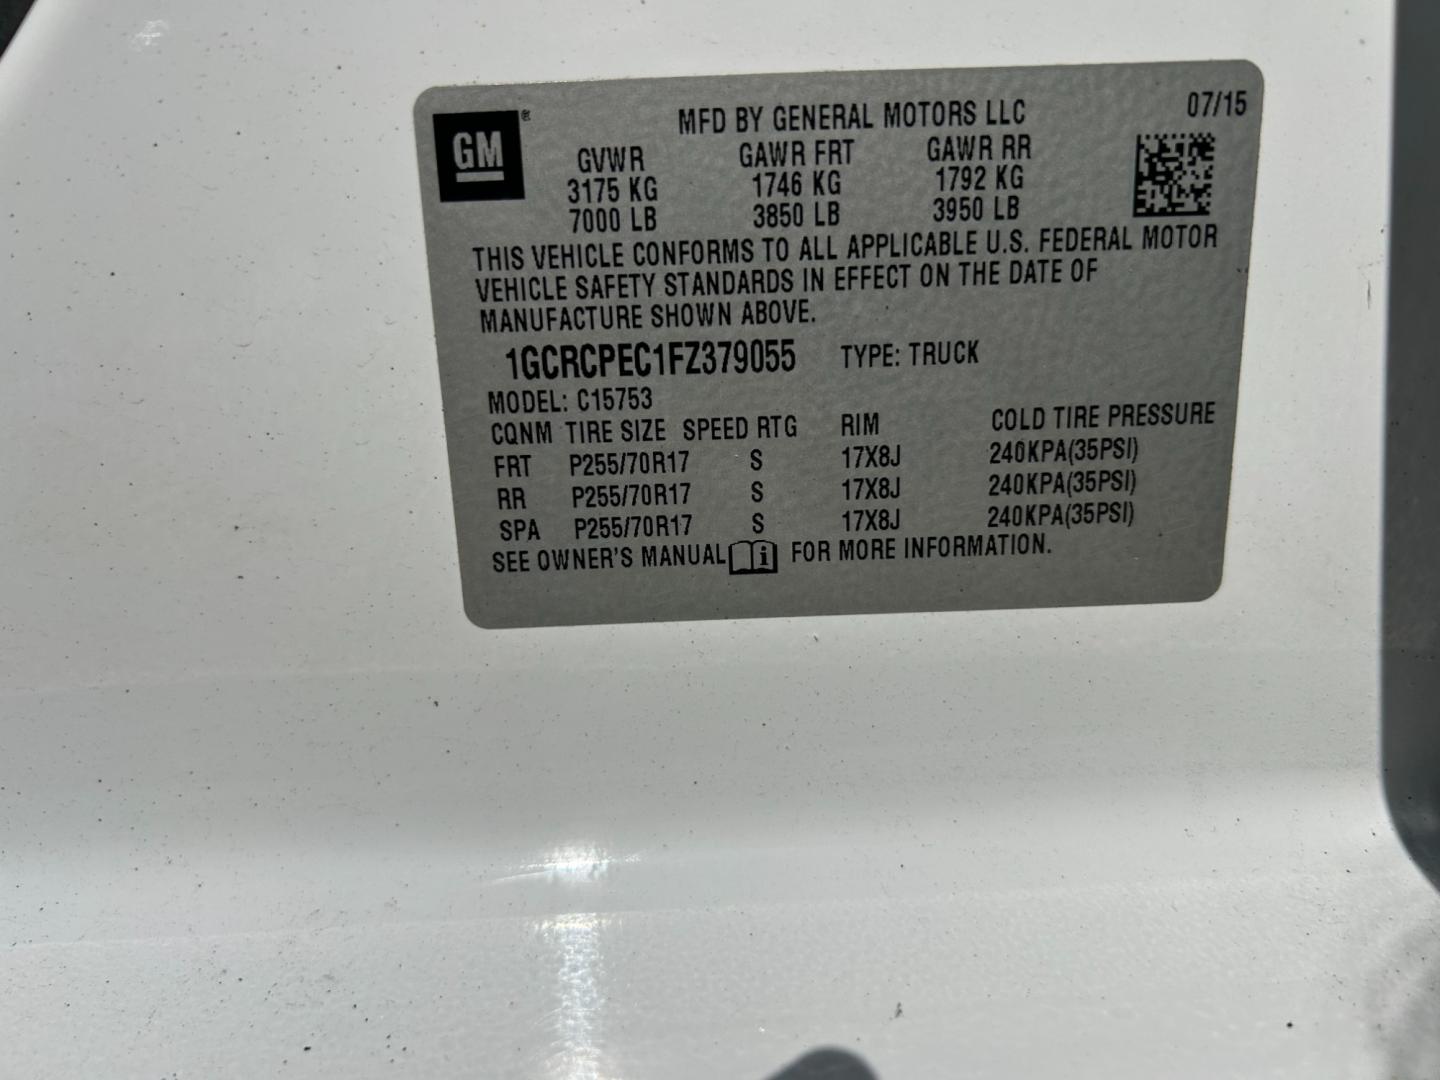 GM®
MFD BY GENERAL MOTORS LLC 07/15
GVWR GAWR FRT GAWR RR
3175 KG 1746 KG 1792 KG
7000 LB 3850 LB 3950 LB
THIS VEHICLE CONFORMS TO ALL APPLICABLE U.S. FEDERAL MOTOR
VEHICLE SAFETY STANDARDS IN EFFECT ON THE DATE OF
MANUFACTURE SHOWN ABOVE.
1GCRCPEC1FZ379055 TYPE: TRUCK
MODEL: C15753
CQNM TIRE SIZE SPEED RTG RIM COLD TIRE PRESSURE
FRT P255/70R17 S 17X8J 240KPA(35PSI)
RR P255/70R17 S 17X8J 240KPA(35PSI)
SPA P255/70R17 S 17X8J 240KPA(35PSI)
SEE OWNER'S MANUAL i FOR MORE INFORMATION.